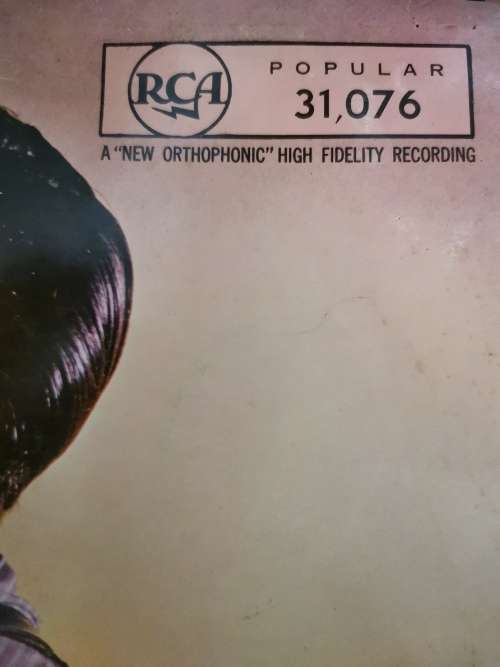 RCA
POPULAR
31,076
A "NEW ORTHOPHONIC" HIGH FIDELITY RECORDING